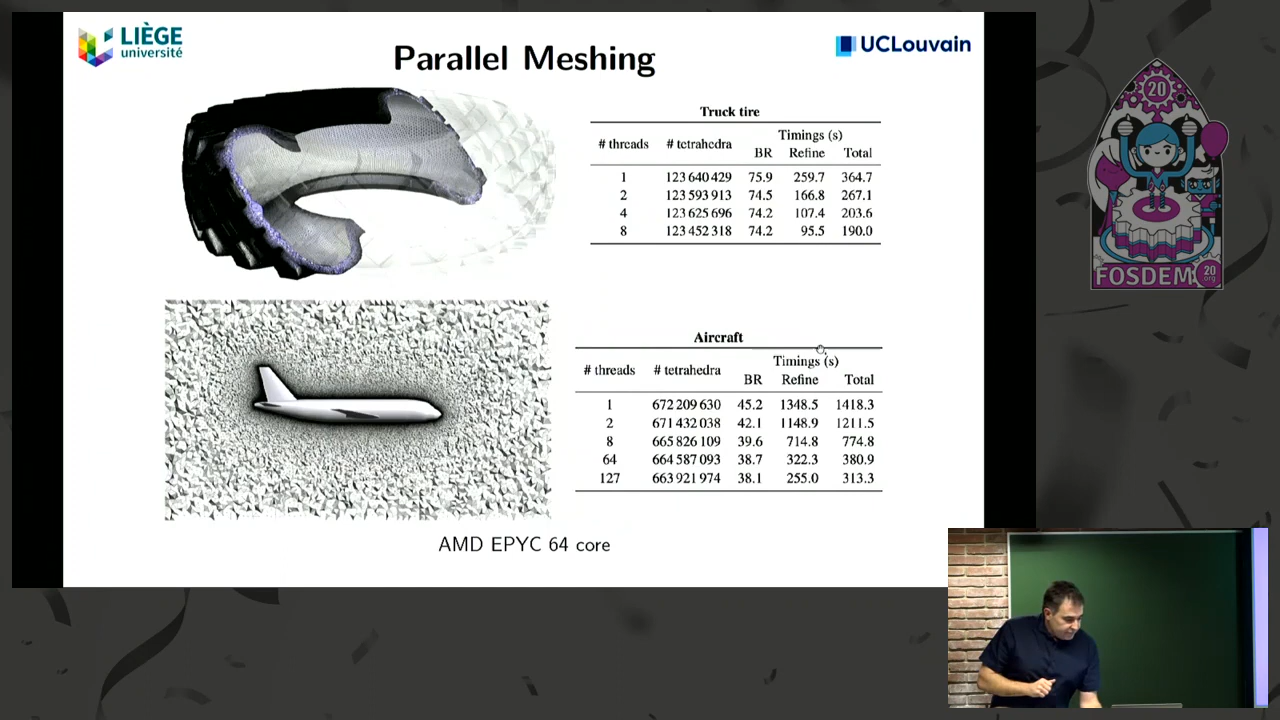 LIÈGE
université
Parallel Meshing
UCLouvain
Truck tire
# threads # tetrahedra Timings (s)
BR Refine Total
1 123 640 429 75.9 259.7 364.7
2 123 593 913 74.5 166.8 267.1
4 123 625 696 74.2 107.4 203.6
8 123 452 318 74.2 95.5 190.0
Aircraft
# threads # tetrahedra Timings (s)
BR Refine Total
1 672 209 630 45.2 1348.5 1418.3
2 671 432 038 42.1 1148.9 1211.5
8 665 826 109 39.6 714.8 774.8
64 664 587 093 38.7 322.3 380.9
127 663 921 974 38.1 255.0 313.3
AMD EPYC 64 core
20
FOSDEM
20
.org